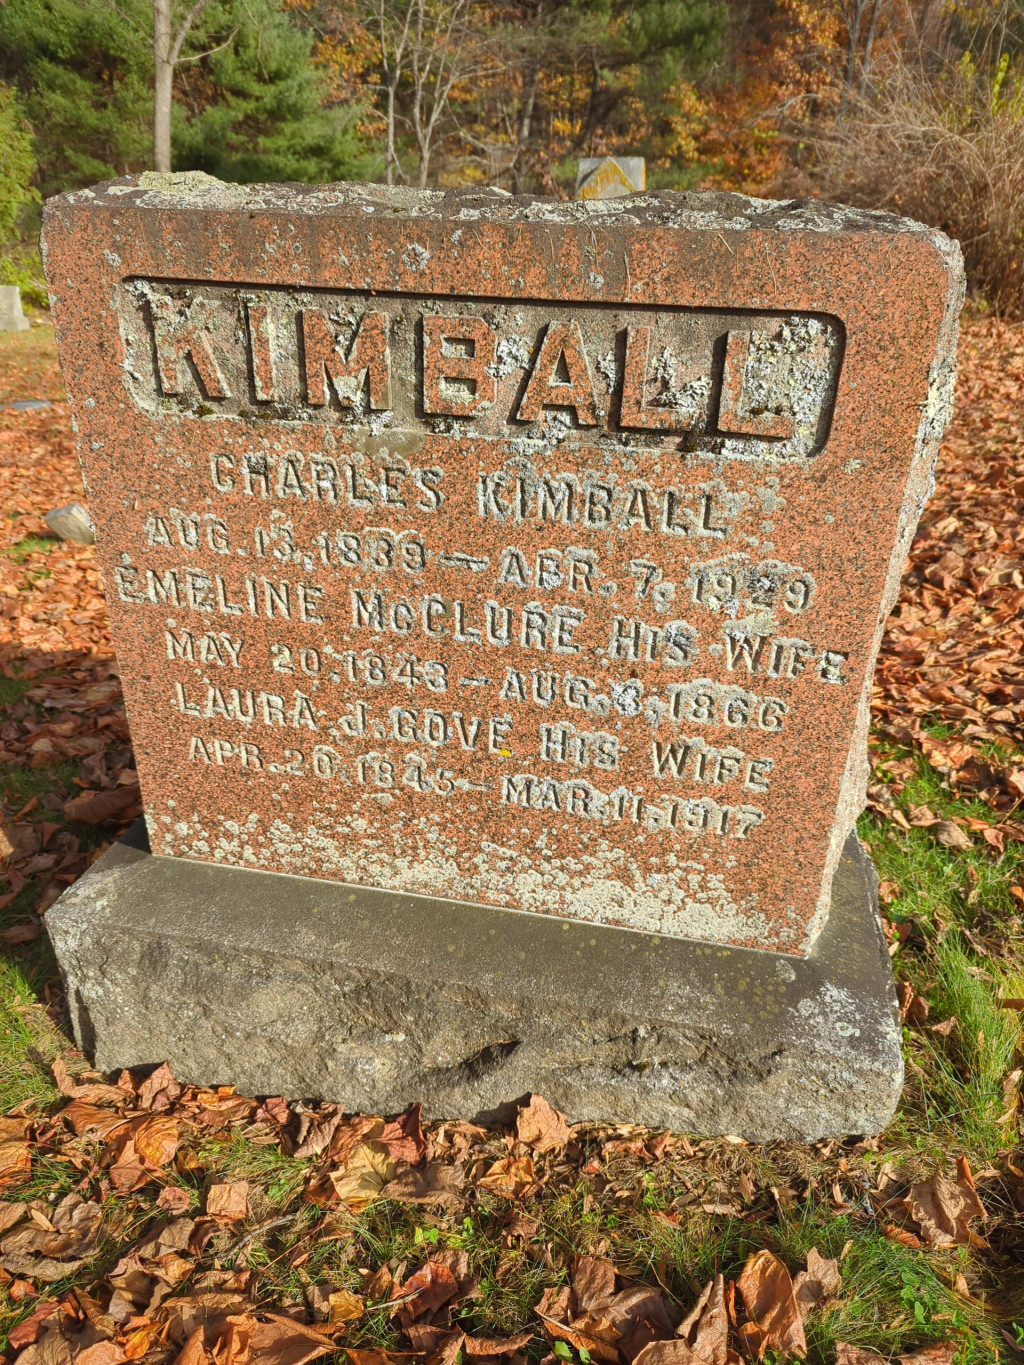 KIMBALL
CHARLES KIMBALL
AUG. 13, 1839 — APR. 7, 1929
EMELINE McCLURE HIS WIFE
MAY 20, 1843 — AUG. 3, 1866
LAURA J. GOVE HIS WIFE
APR. 20, 1845 — MAR. 11, 1917